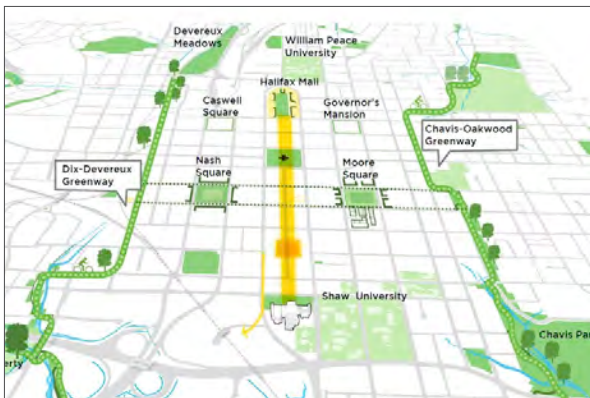 Devereux
Meadows
William Peace
University
Halifax Mall
Caswell
Square
Governor's
Mansion
Chavis-Oakwood
Greenway
Nash
Square
Moore
Square
Dix-Devereux
Greenway
Shaw University
Chavis Par
erty